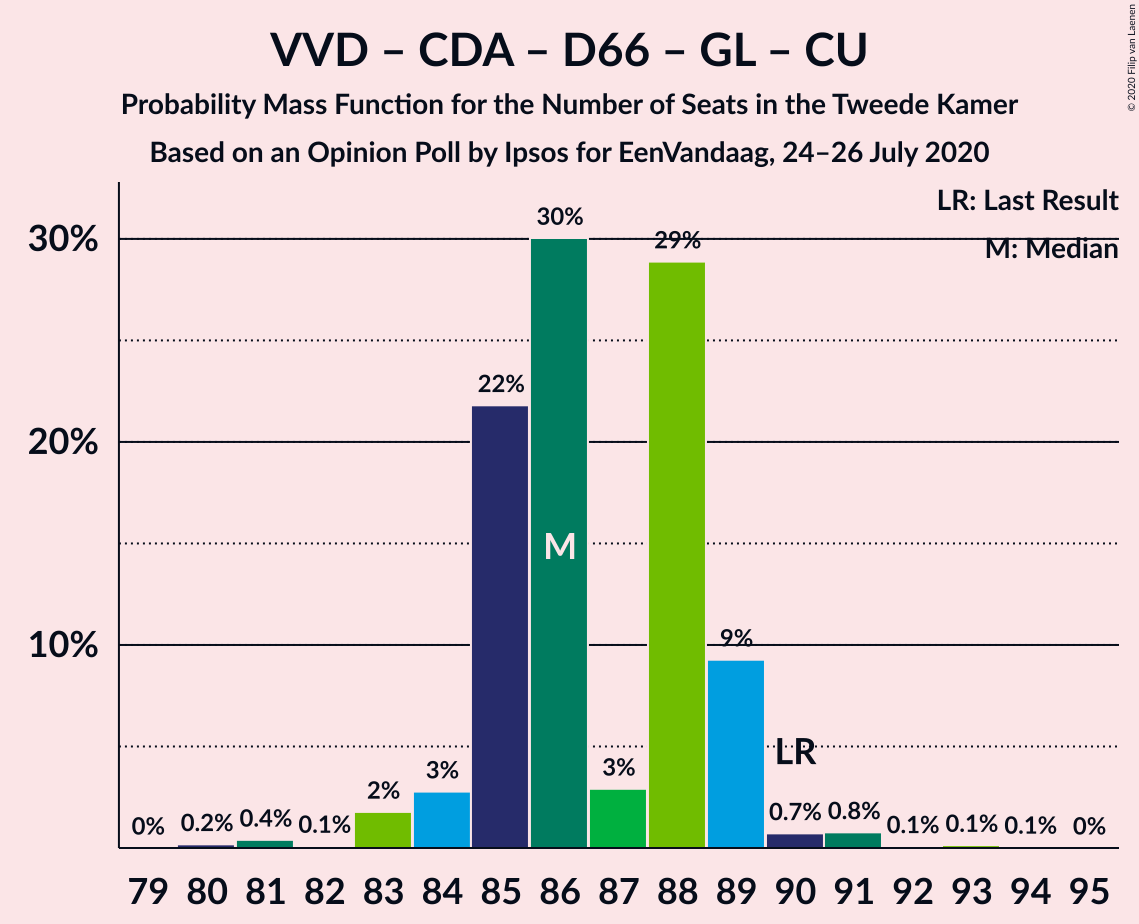 VVD – CDA – D66 – GL – CU
Probability Mass Function for the Number of Seats in the Tweede Kamer
Based on an Opinion Poll by Ipsos for EenVandaag, 24–26 July 2020
© 2020 Filip van Laenen
LR: Last Result
M: Median
30%
20%
10%
0%
0.2%
0.4%
0.1%
2%
3%
22%
30%
M
3%
29%
9%
LR
0.7%
0.8%
0.1%
0.1%
0.1%
0%
79 80 81 82 83 84 85 86 87 88 89 90 91 92 93 94 95